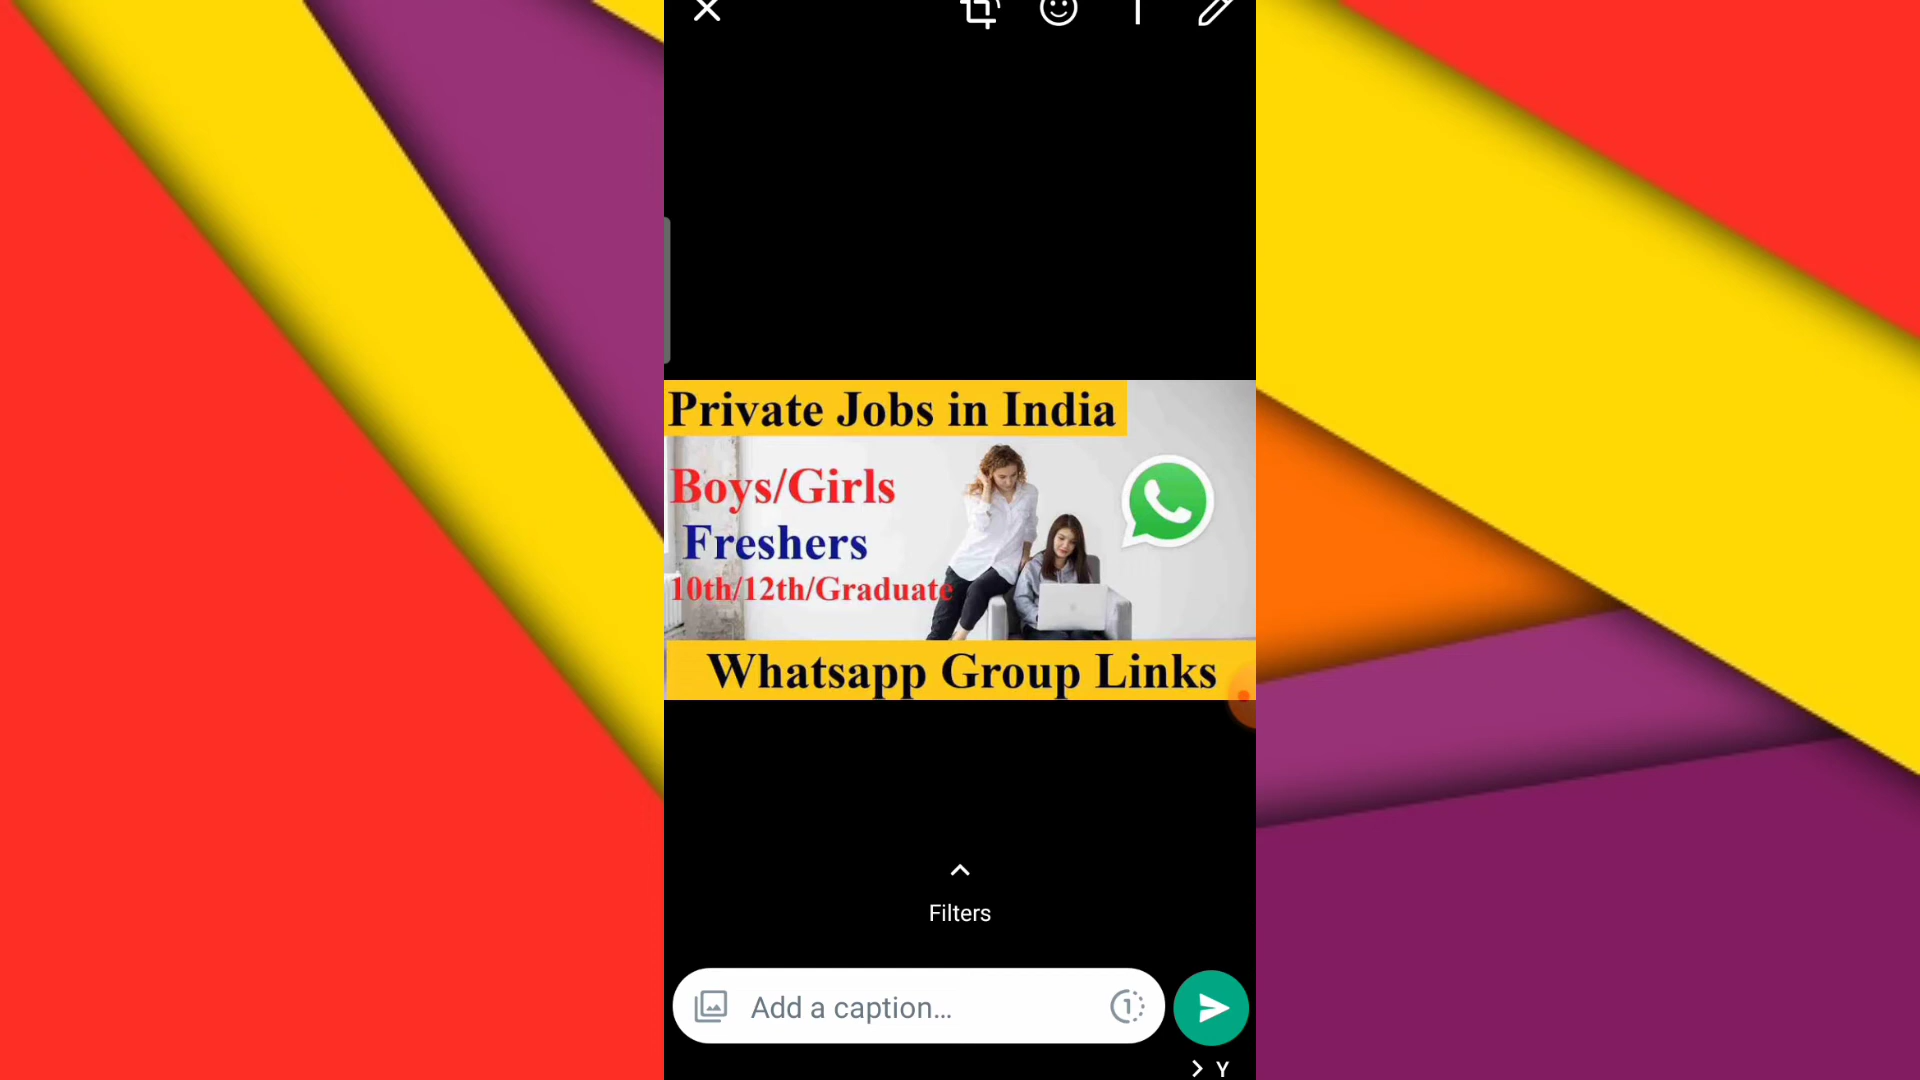 Private Jobs in India
Boys/Girls
Freshers
10th/12th/Graduate
Whatsapp Group Links
Filters
Add a caption...
1
Y